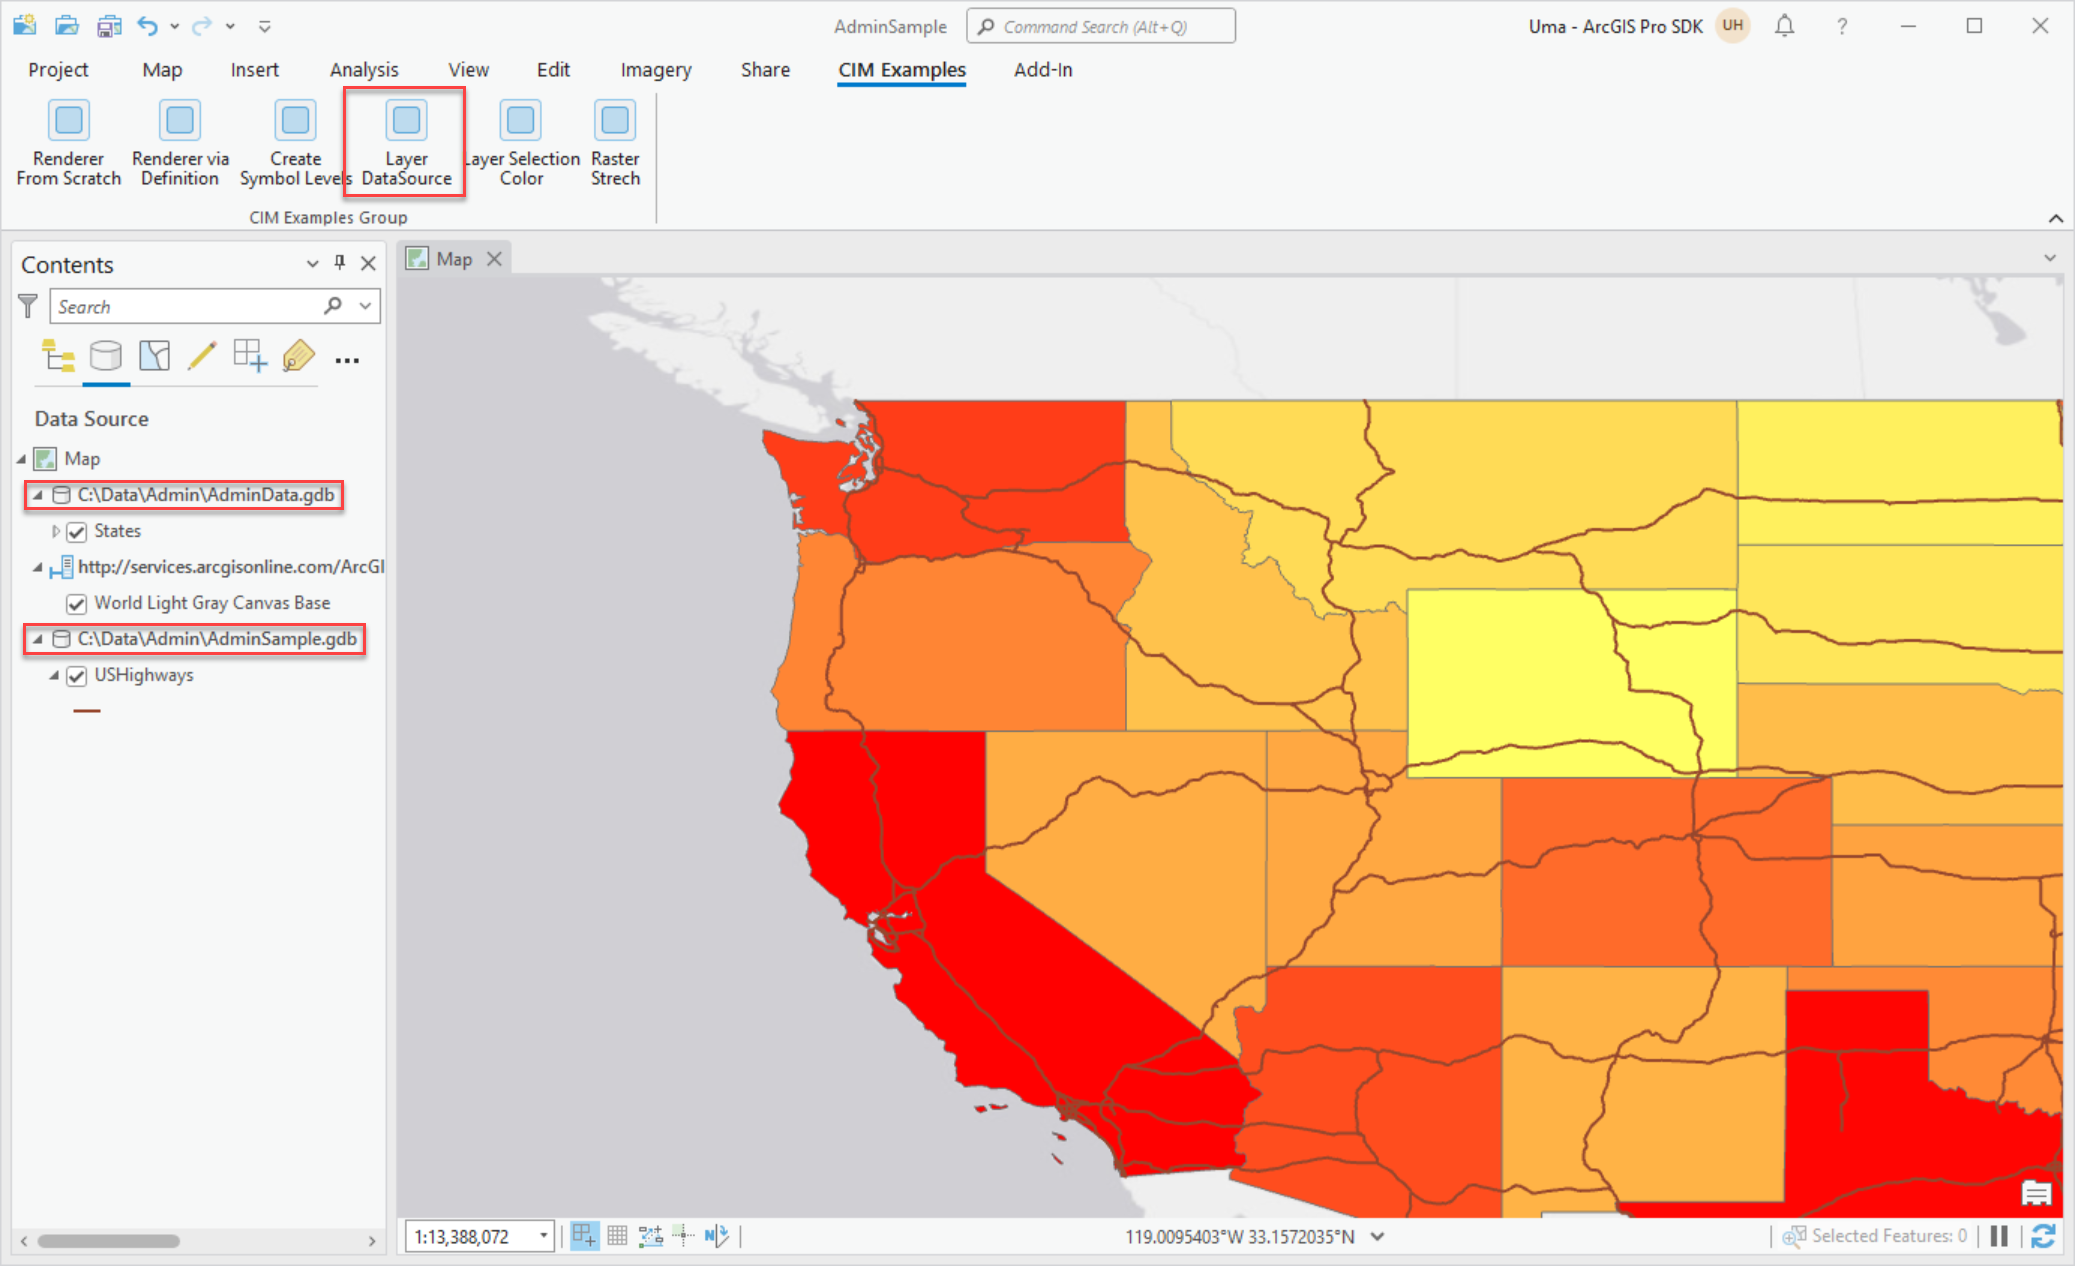 AdminSample
Command Search (Alt+Q)
Uma - ArcGIS Pro SDK
UH
?
Project Map Insert Analysis View Edit Imagery Share CIM Examples Add-In
Renderer From Scratch
Renderer via Definition
Create Symbol Levels
Layer DataSource
Layer Selection Color
Raster Strech
CIM Examples Group
Contents
Search
Data Source
Map
C:\Data\Admin\AdminData.gdb
States
http://services.arcgisonline.com/ArcGI
World Light Gray Canvas Base
C:\Data\Admin\AdminSample.gdb
USHighways
Map
1:13,388,072
N
119.0095403°W 33.1572035°N
Selected Features: 0